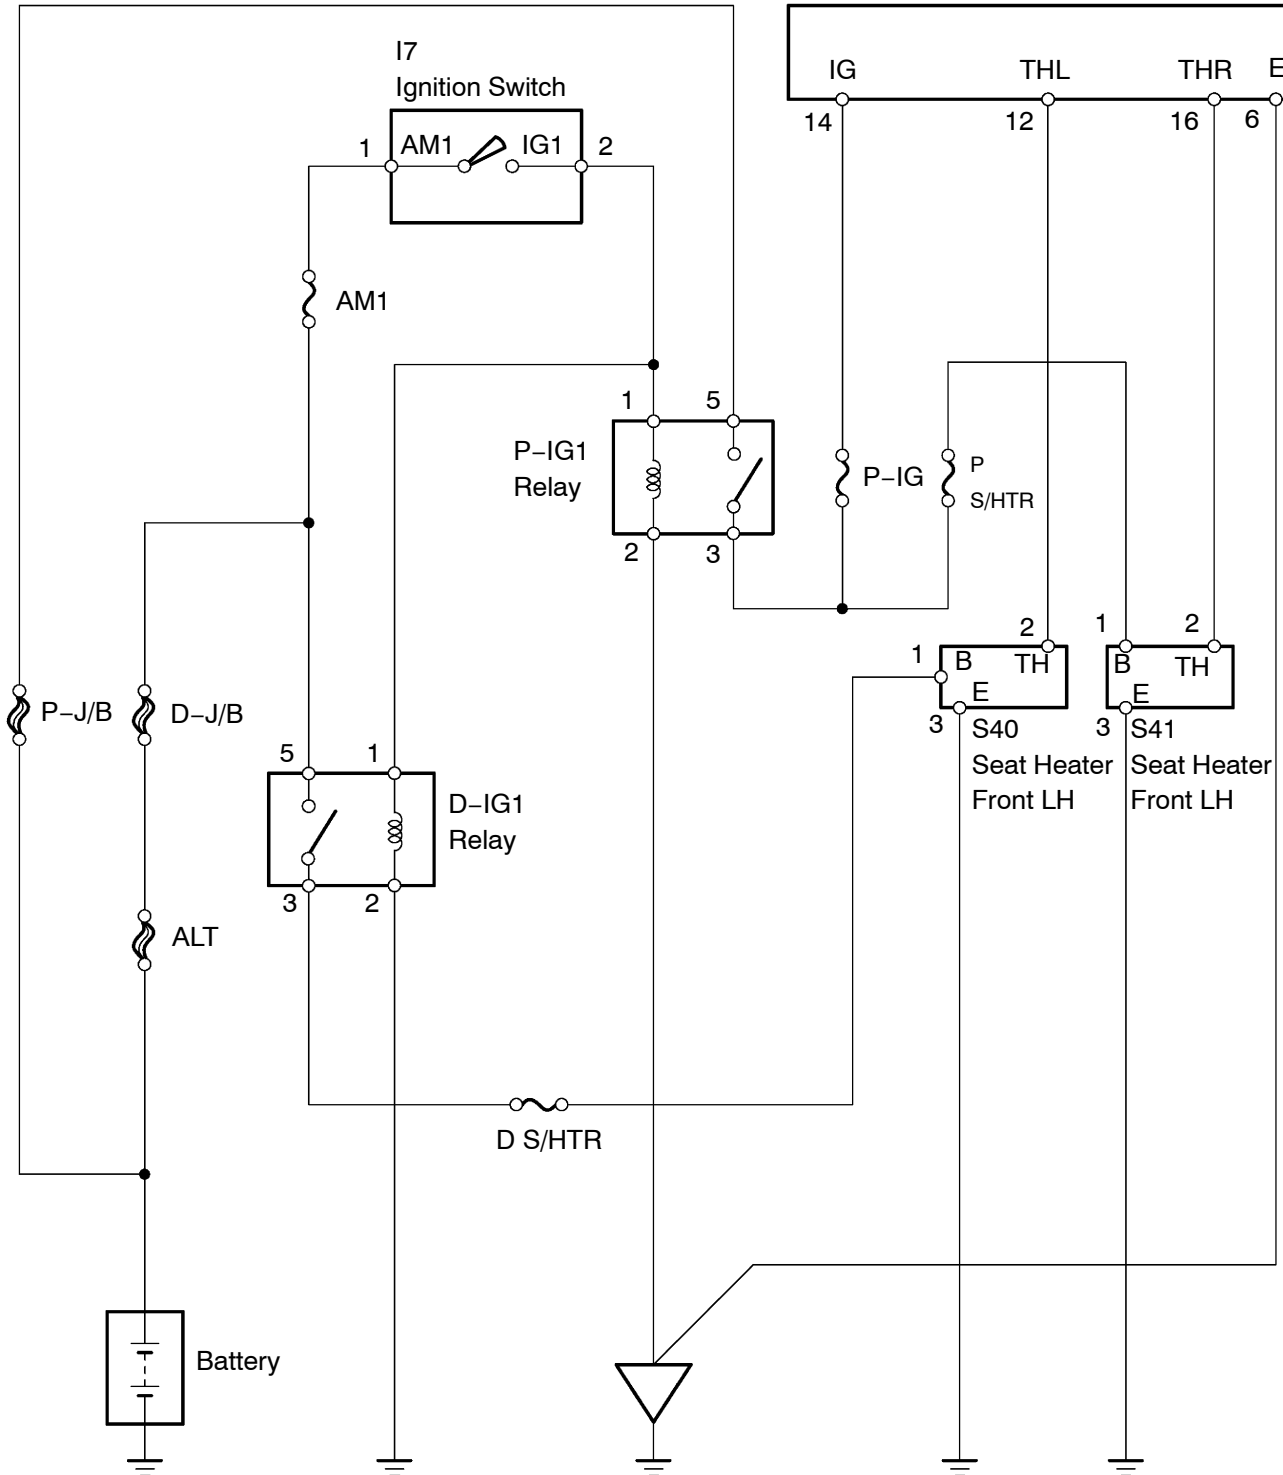 I7
Ignition Switch
1
AM1
IG1
2
AM1
IG
THL
THR
E
14
12
16
6
1
5
P–IG1
Relay
2
3
P–IG
P
S/HTR
P–J/B
D–J/B
5
1
D–IG1
Relay
3
2
ALT
1
2
B
TH
E
3
S40
Seat Heater
Front LH
1
2
B
TH
E
3
S41
Seat Heater
Front LH
D S/HTR
Battery